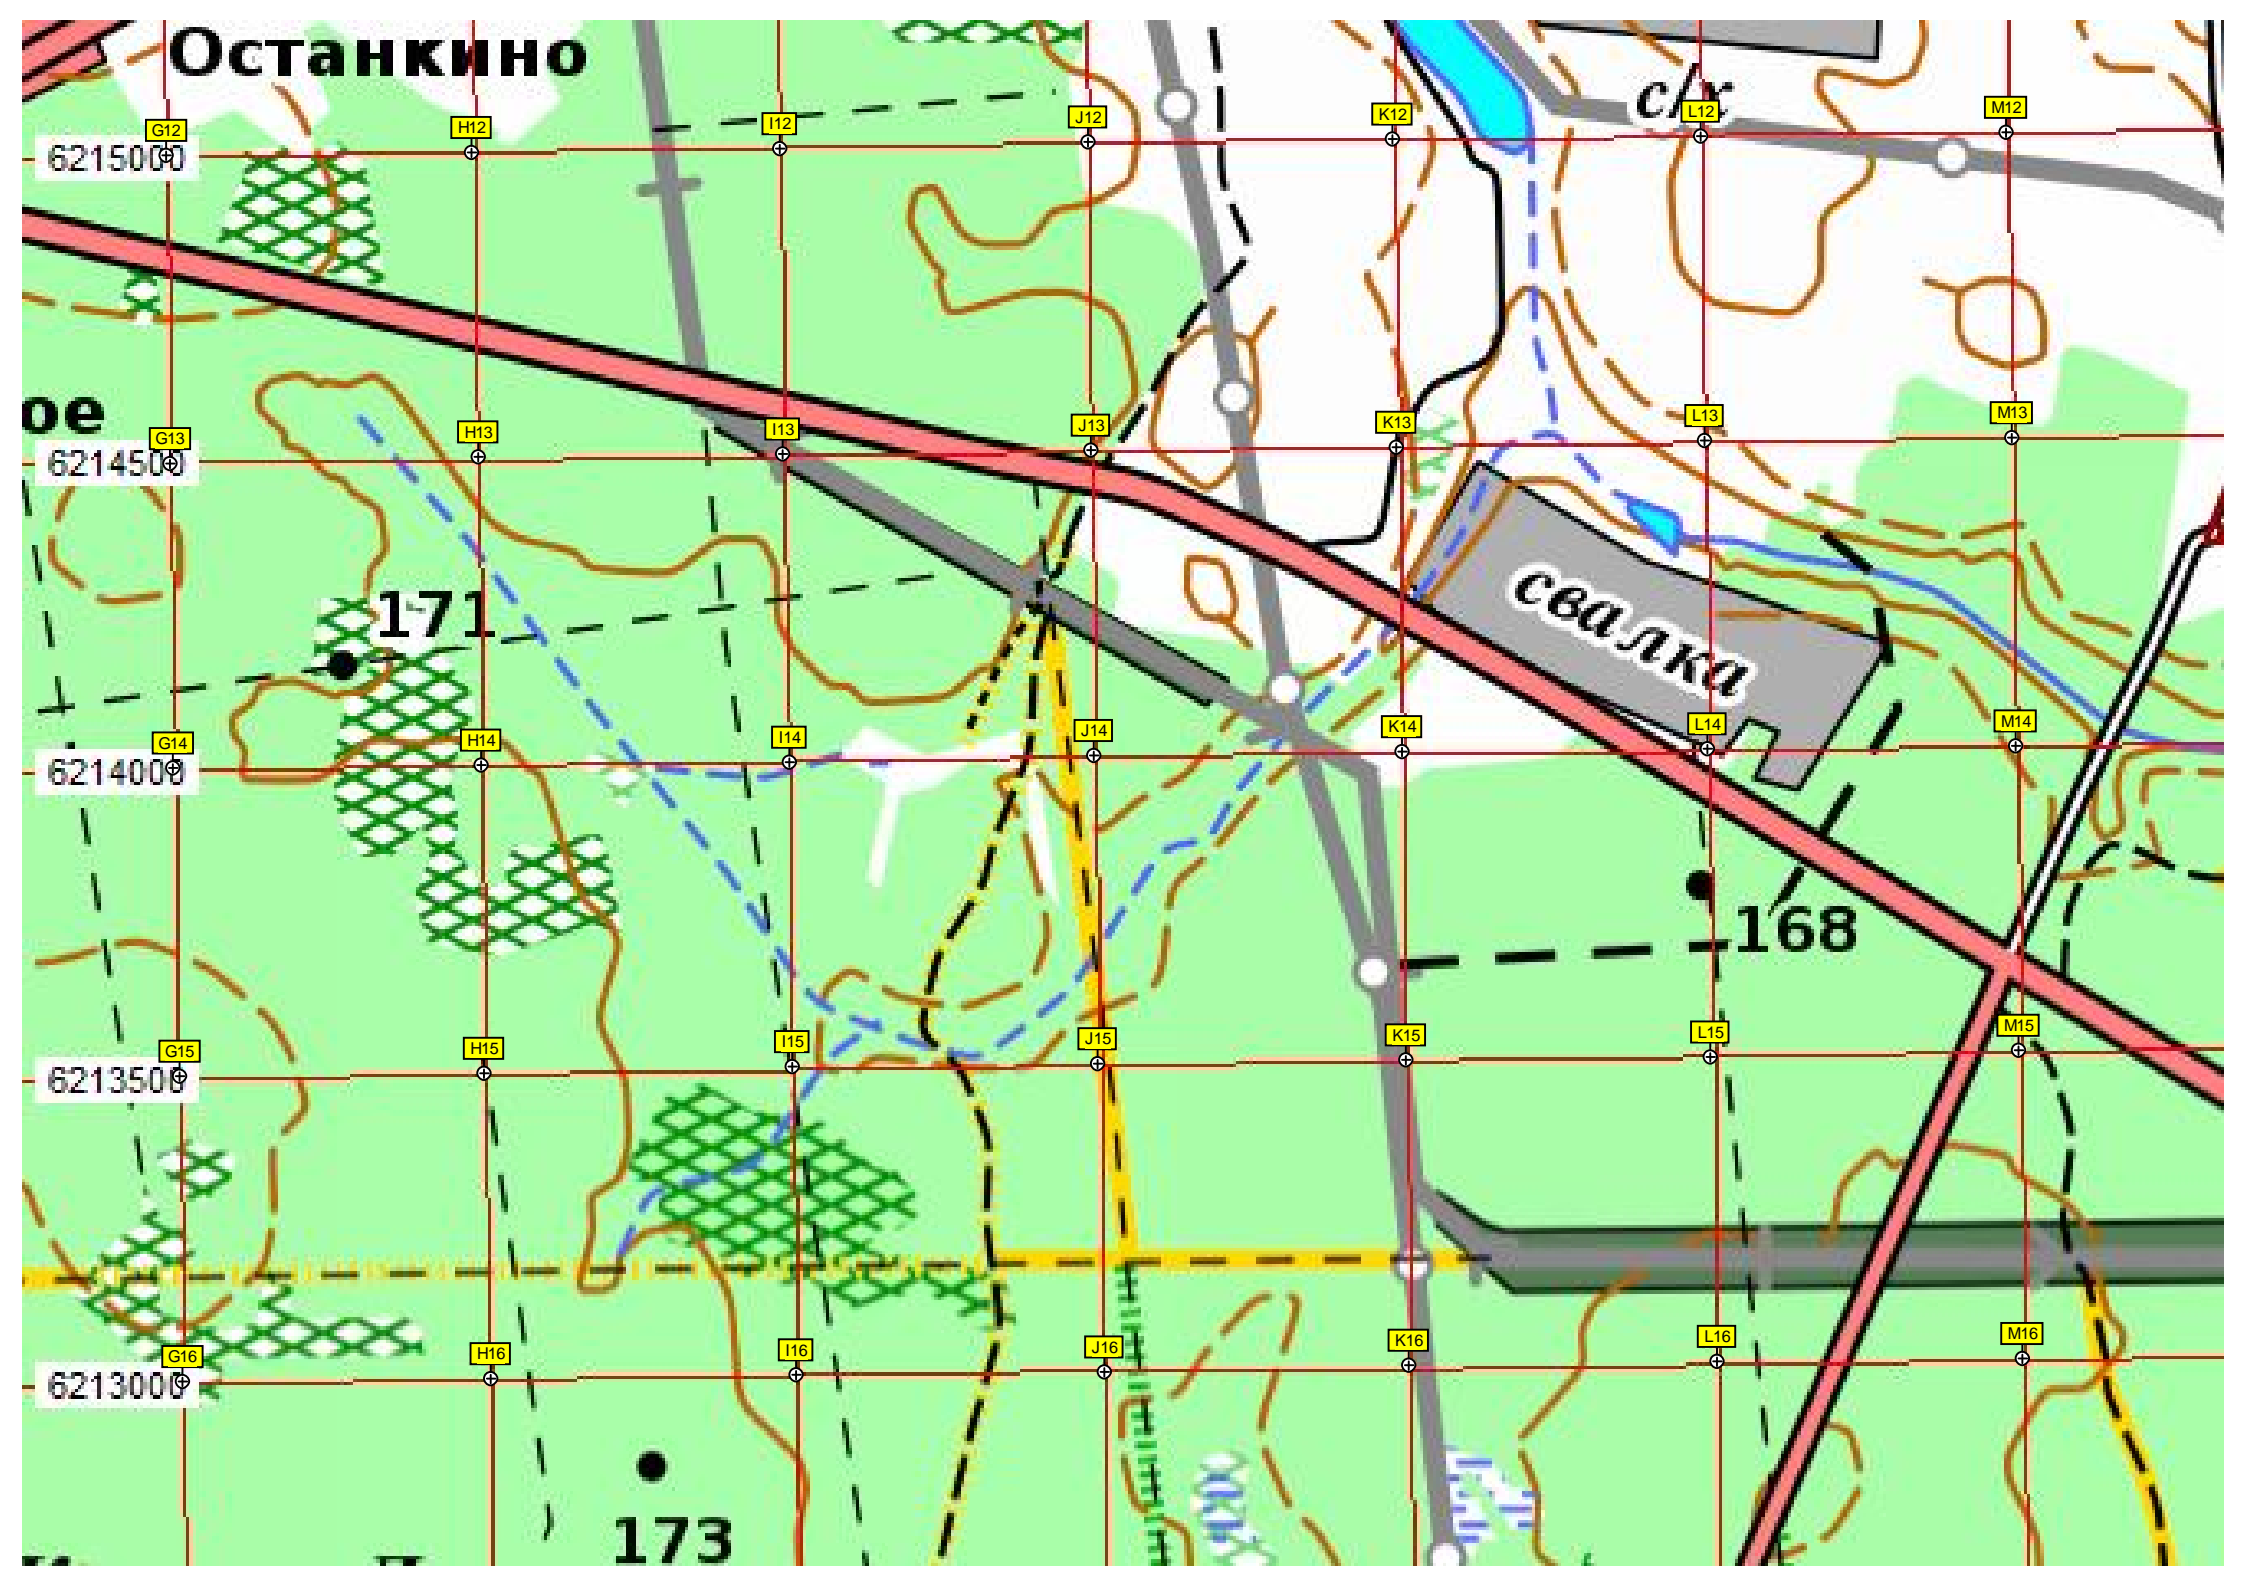 Останкино
с/х
G12 H12 I12 J12 K12 L12 M12
6215000
ое
G13 H13 I13 J13 K13 L13 M13
6214500
171
свалка
G14 H14 I14 J14 K14 L14 M14
6214000
168
G15 H15 I15 J15 K15 L15 M15
6213500
G16 H16 I16 J16 K16 L16 M16
6213000
173